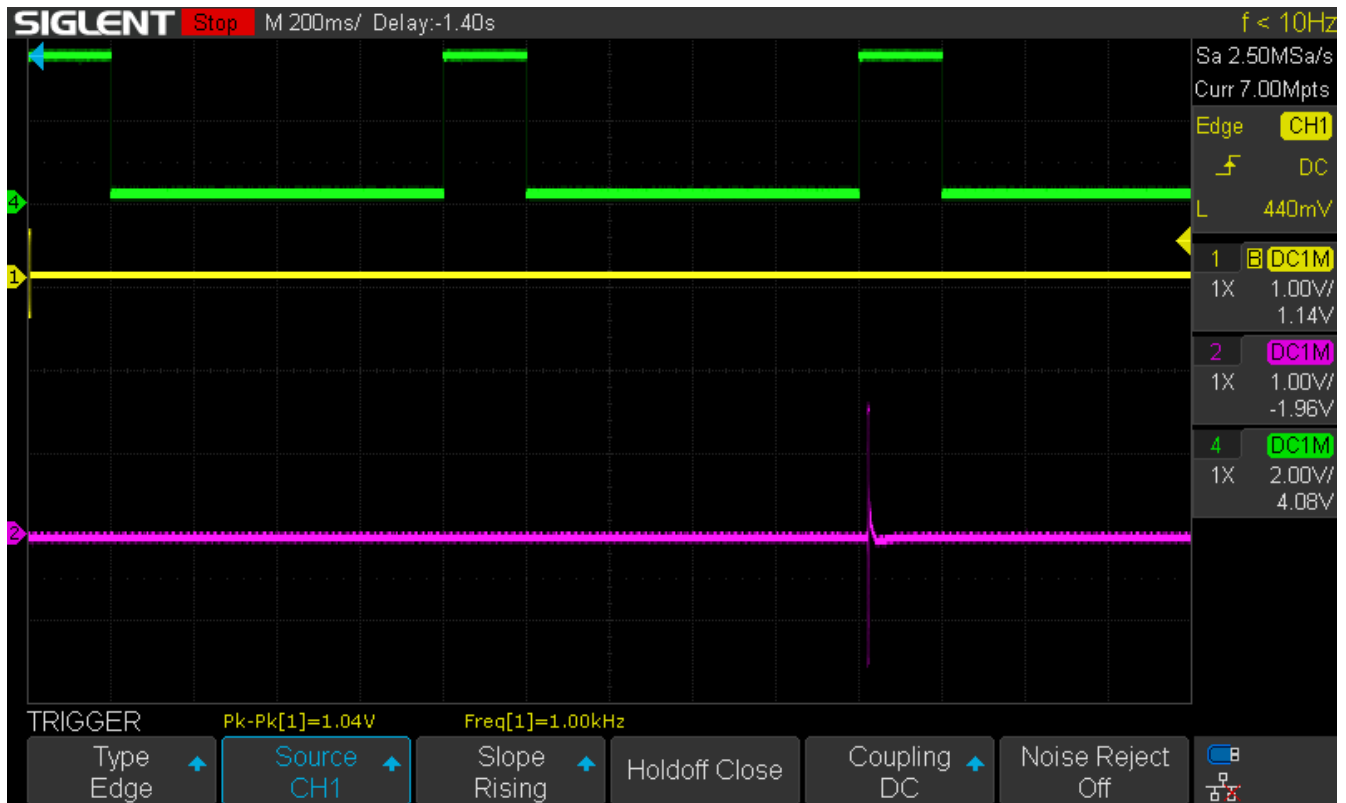 SIGLENT Stop M 200ms/ Delay:-1.40s f < 10Hz
Sa 2.50MSa/s
Curr 7.00Mpts
Edge CH1
DC
L 440mV
1 B DC1M
1X 1.00V/
1.14V
2 DC1M
1X 1.00V/
-1.96V
4 DC1M
1X 2.00V/
4.08V
4
1
2
TRIGGER Pk-Pk[1]=1.04V Freq[1]=1.00kHz
Type Source Slope Holdoff Close Coupling Noise Reject
Edge CH1 Rising DC Off
B